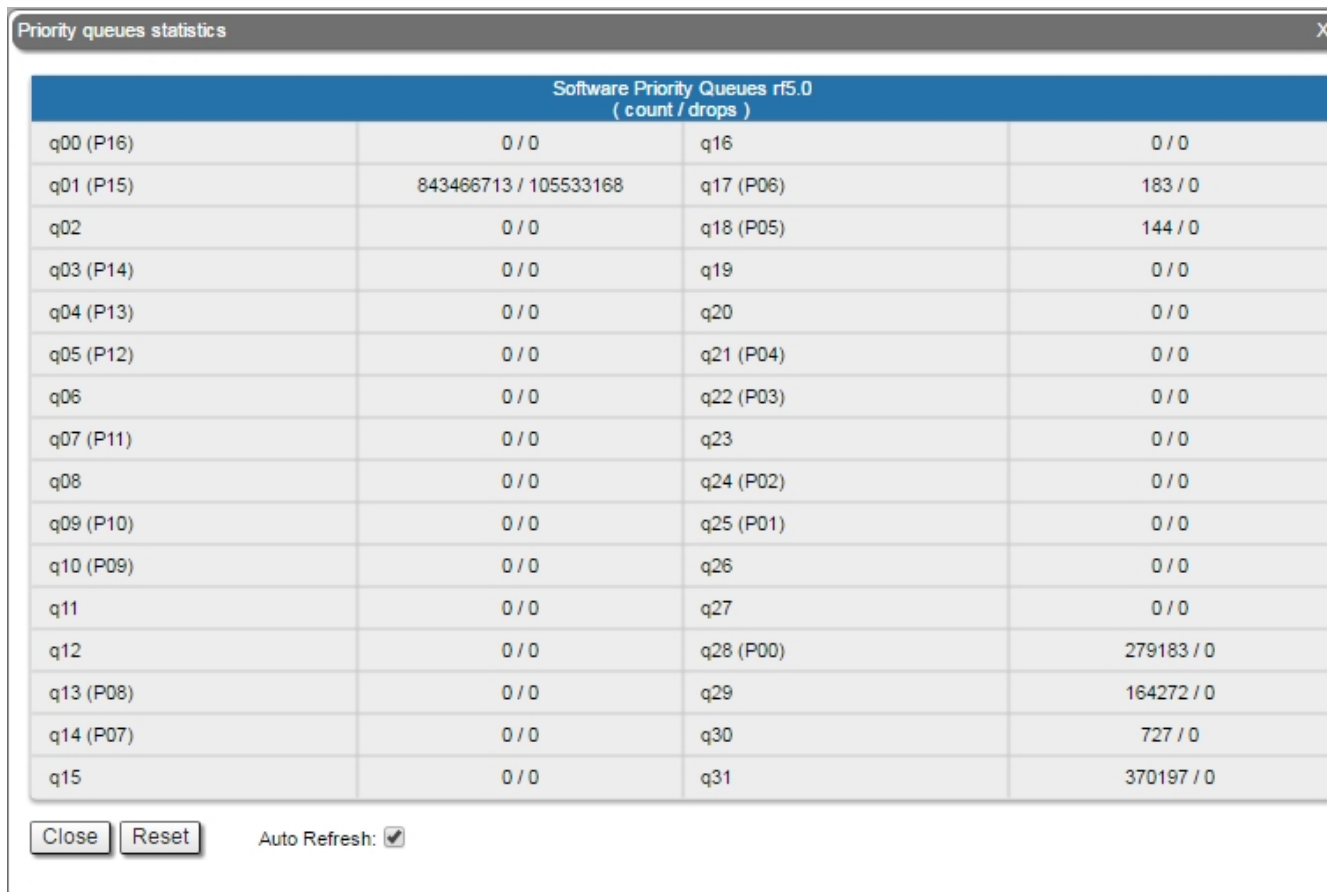 Priority queues statistics X
Software Priority Queues rf5.0
( count / drops )
q00 (P16) 0 / 0 q16 0 / 0
q01 (P15) 843466713 / 105533168 q17 (P06) 183 / 0
q02 0 / 0 q18 (P05) 144 / 0
q03 (P14) 0 / 0 q19 0 / 0
q04 (P13) 0 / 0 q20 0 / 0
q05 (P12) 0 / 0 q21 (P04) 0 / 0
q06 0 / 0 q22 (P03) 0 / 0
q07 (P11) 0 / 0 q23 0 / 0
q08 0 / 0 q24 (P02) 0 / 0
q09 (P10) 0 / 0 q25 (P01) 0 / 0
q10 (P09) 0 / 0 q26 0 / 0
q11 0 / 0 q27 0 / 0
q12 0 / 0 q28 (P00) 279183 / 0
q13 (P08) 0 / 0 q29 164272 / 0
q14 (P07) 0 / 0 q30 727 / 0
q15 0 / 0 q31 370197 / 0
Close Reset Auto Refresh: